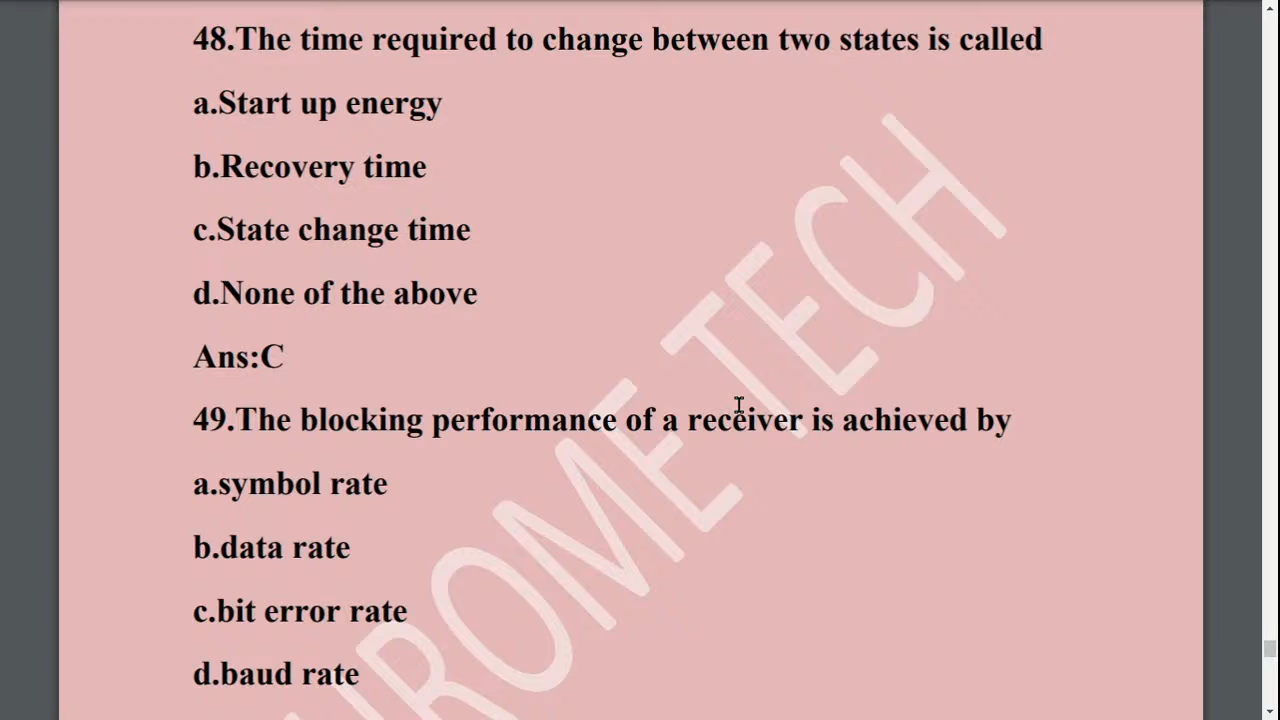 48.The time required to change between two states is called
a.Start up energy
b.Recovery time
c.State change time
d.None of the above
Ans:C
49.The blocking performance of a receiver is achieved by
a.symbol rate
b.data rate
c.bit error rate
d.baud rate
ROME TECH